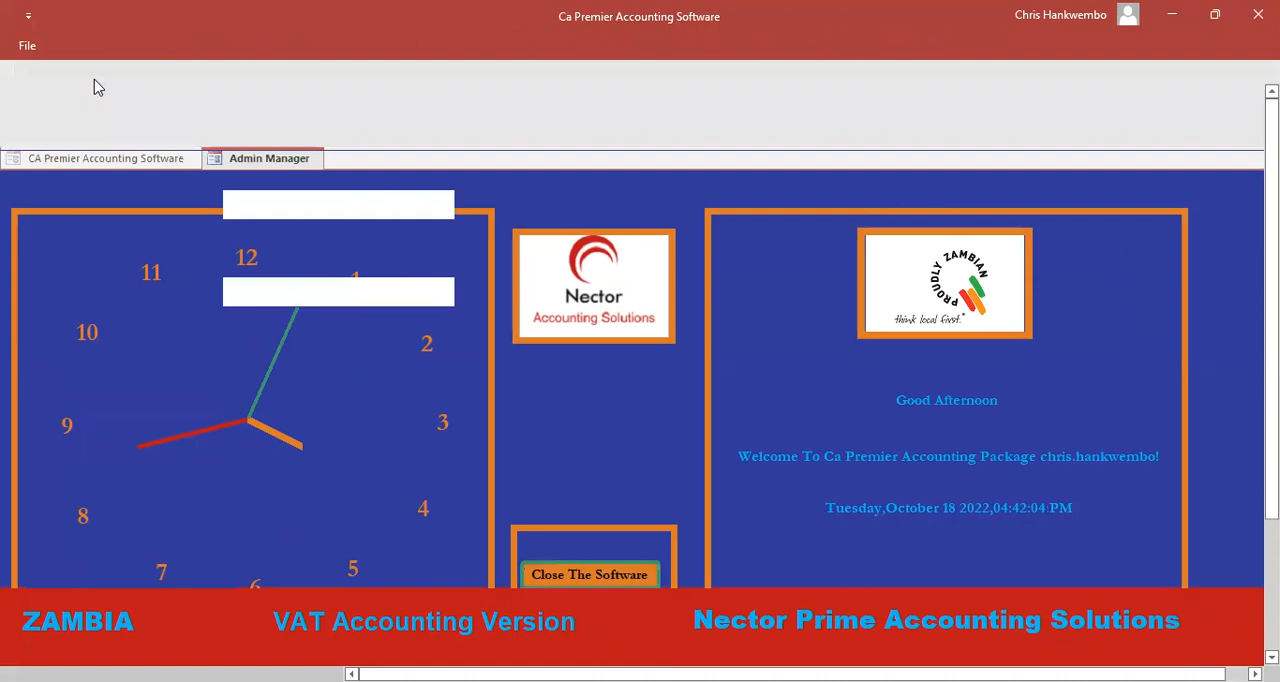 Ca Premier Accounting Software
Chris Hankwembo
File
CA Premier Accounting Software
Admin Manager
12
11
1
10
2
9
3
8
4
7
5
6
Nector
Accounting Solutions
PROUDLY ZAMBIAN
think local first.
Good Afternoon
Welcome To Ca Premier Accounting Package chris.hankwembo!
Tuesday,October 18 2022,04:42:04:PM
Close The Software
ZAMBIA
VAT Accounting Version
Nector Prime Accounting Solutions